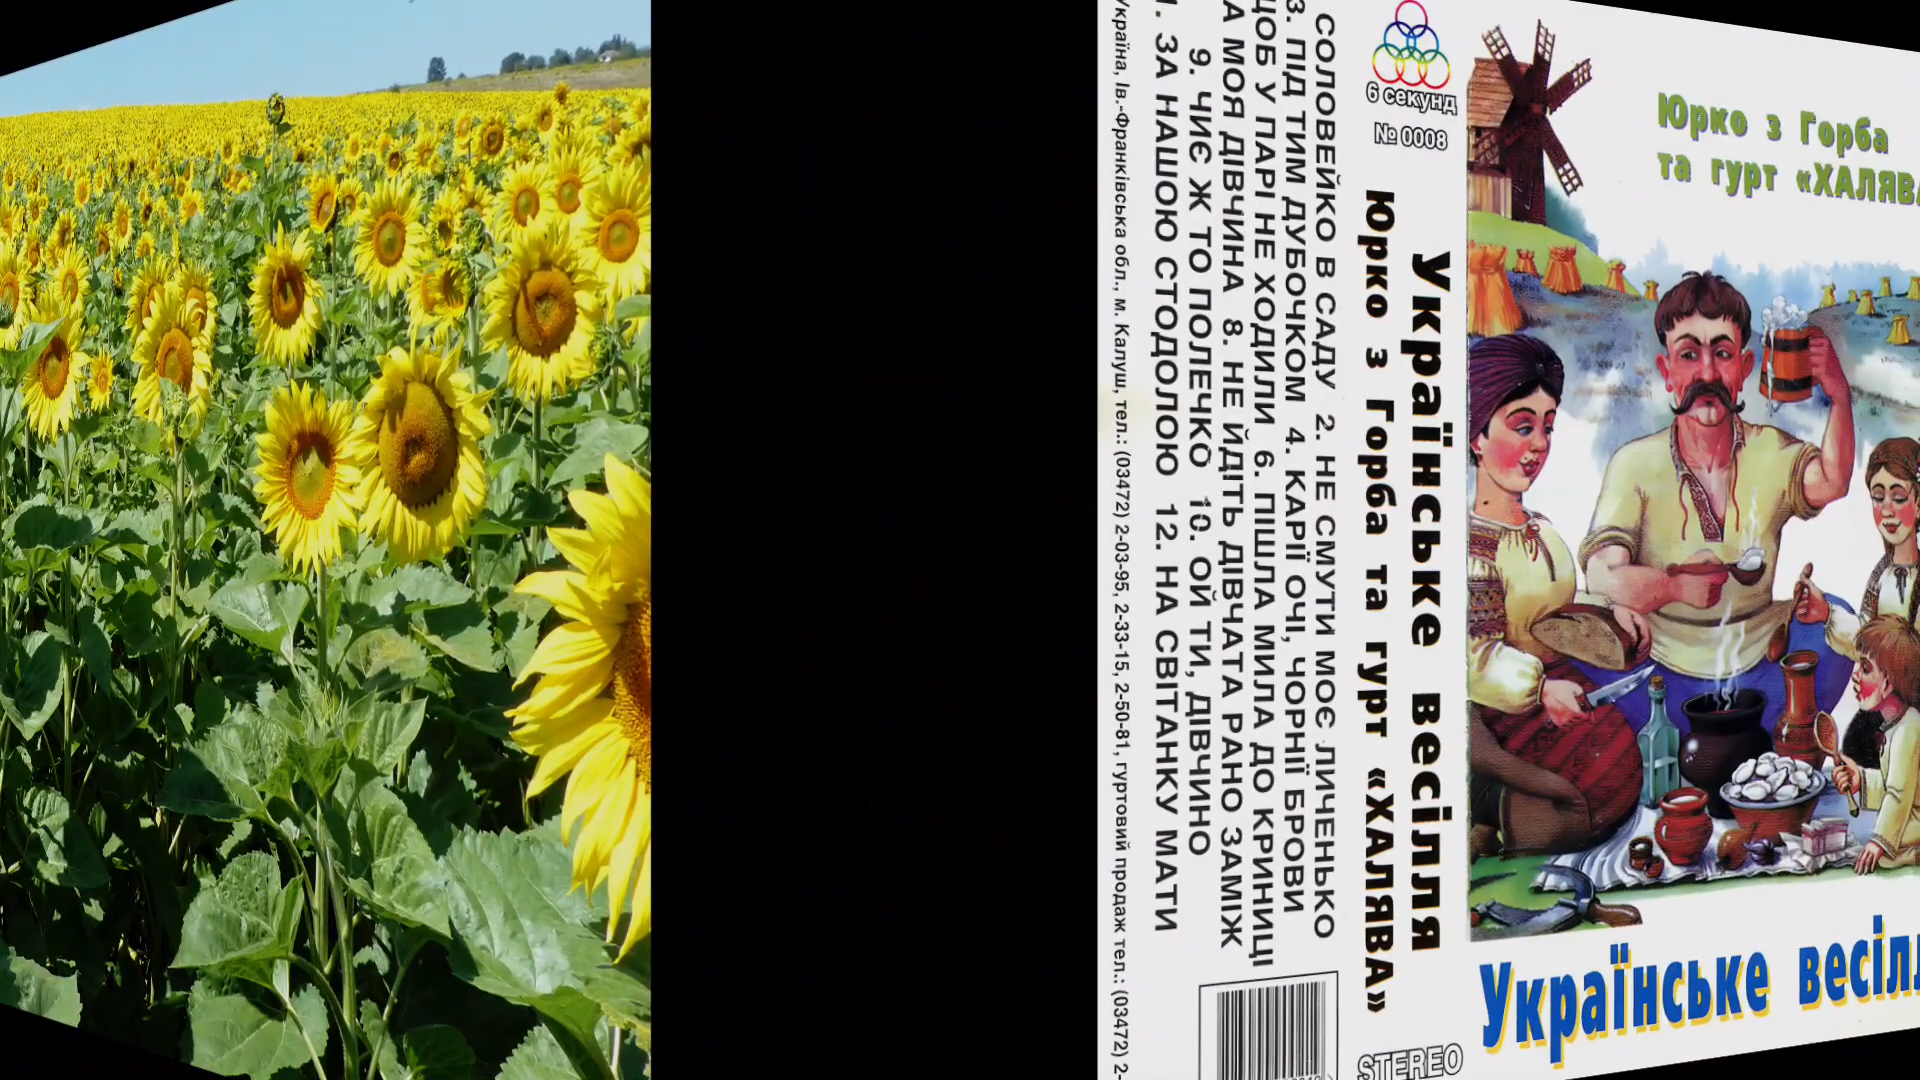 Україна, Ів.-Франківська обл., м. Калуш, тел.: (03472) 2-03-95, 2-33-15, 2-50-81, гуртовий продаж тел.: (03472) 2-
1. ЗА НАШОЮ СТОДОЛОЮ 12. НА СВІТАНКУ МАТИ
9. ЧИЄ Ж ТО ПОЛЕЧКО 10. ОЙ ТИ, ДІВЧИНО
А МОЯ ДІВЧИНА 8. НЕ ЙДІТЬ ДІВЧАТА РАНО ЗАМІЖ
ЩОБ У ПАРІ НЕ ХОДИЛИ 6. ПІШЛА МИЛА ДО КРИНИЦІ
3. ПІД ТИМ ДУБОЧКОМ 4. КАРІЇ ОЧІ, ЧОРНІЇ БРОВИ
СОЛОВЕЙКО В САДУ 2. НЕ СМУТИ МОЄ ЛИЧЕНЬКО
6 секунд
№ 0008
Українське весілля
Юрко з Горба та гурт «ХАЛЯВА»
STEREO
Юрко з Горба
та гурт «ХАЛЯВА
Українське весілл